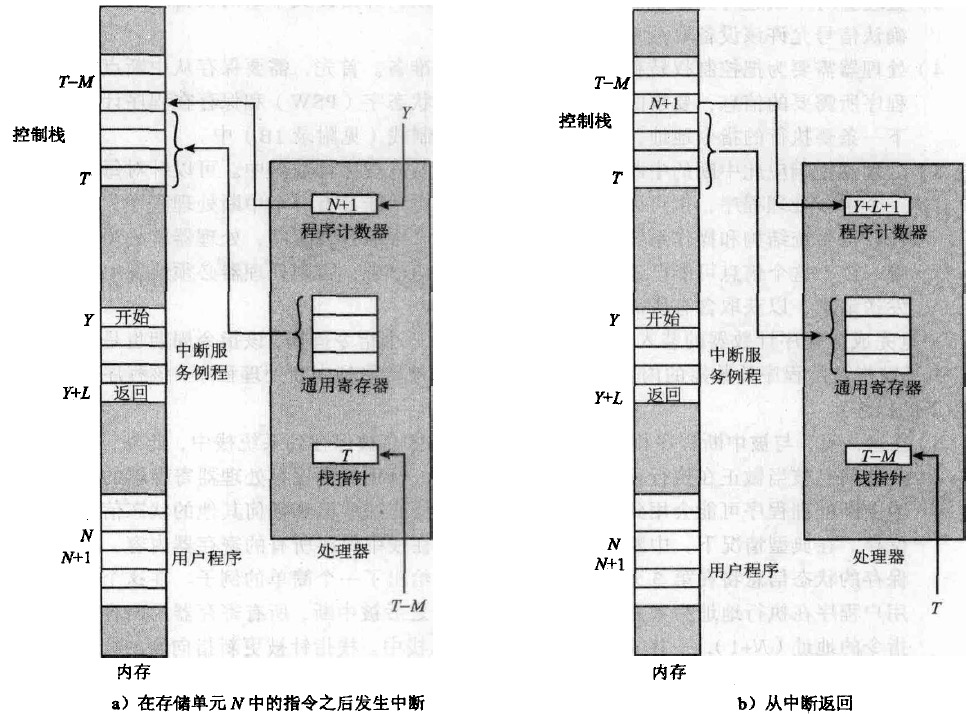 T−M
控制栈
T
Y
N+1
程序计数器
Y
开始
中断服
务例程
Y+L
返回
通用寄存器
T
栈指针
N
N+1
用户程序
处理器
T−M
内存
a）在存储单元 N 中的指令之后发生中断
T−M
N+1
控制栈
T
Y+L+1
程序计数器
Y
开始
中断服
务例程
Y+L
返回
通用寄存器
T−M
栈指针
N
N+1
用户程序
处理器
T
内存
b）从中断返回